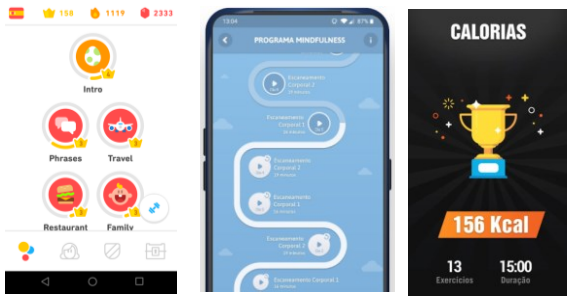 158 1119 2333
Intro
Phrases Travel
Restaurant Family
13:04 87%
PROGRAMA MINDFULNESS
Escaneamento
Corporal 2
Escaneamento
Corporal 1
Escaneamento
Corporal 2
Escaneamento
Corporal 1
Escaneamento
Corporal 2
Escaneamento Corporal 1
CALORIAS
156 Kcal
13 15:00
Exercícios Duração